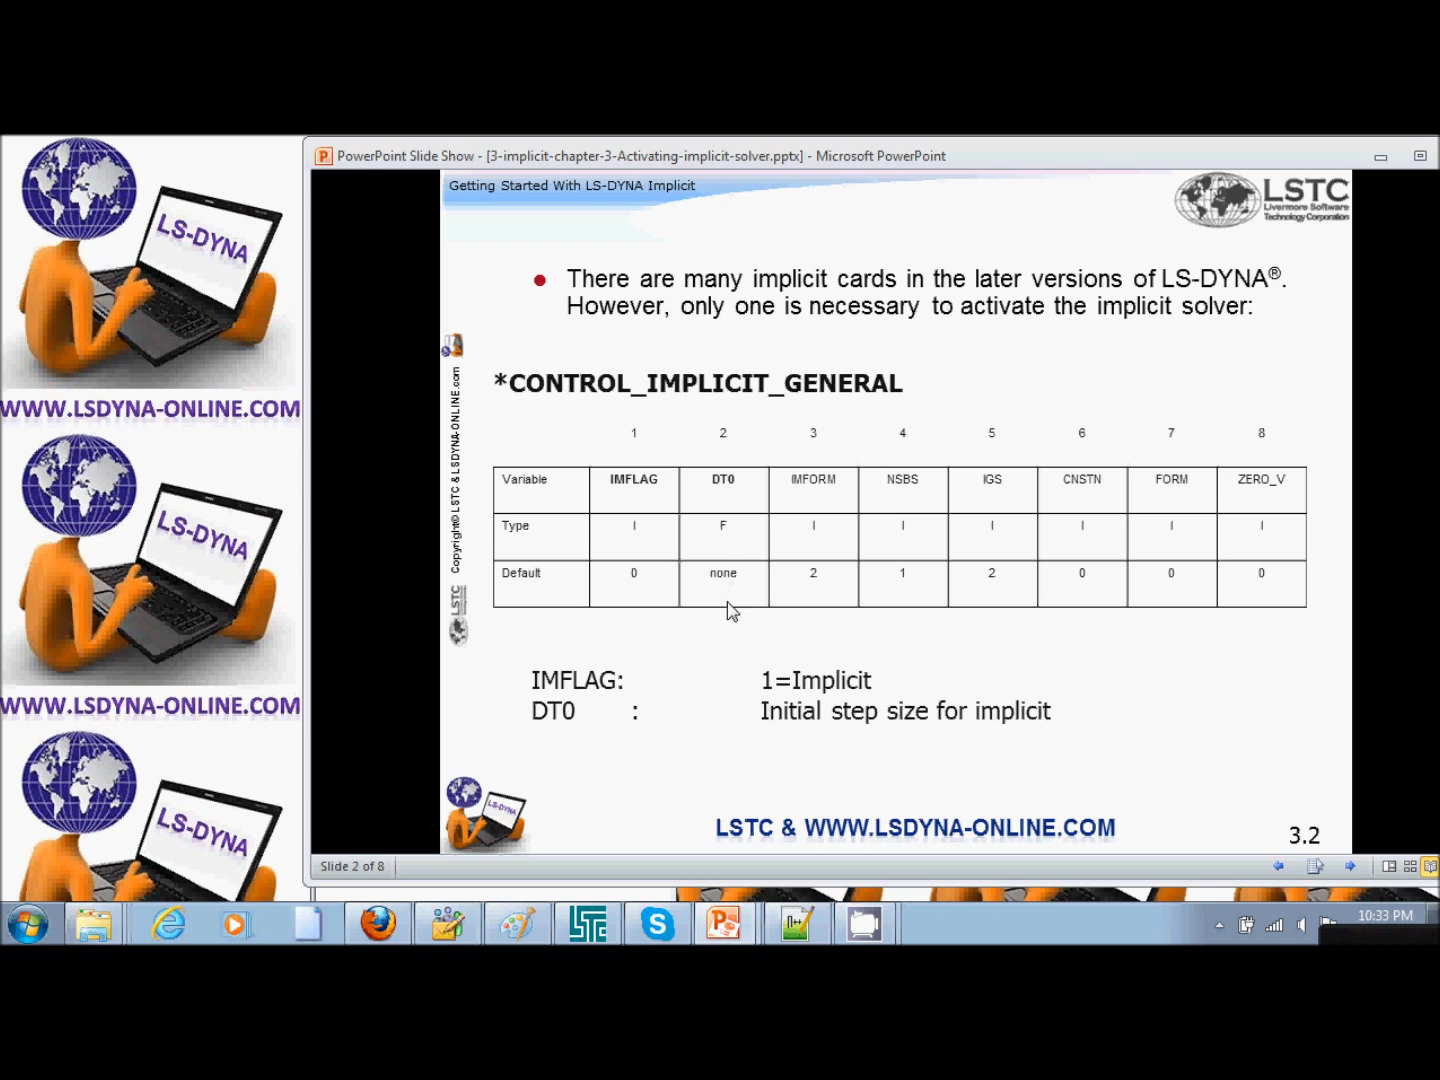 PowerPoint Slide Show - [3-implicit-chapter-3-Activating-implicit-solver.pptx] - Microsoft PowerPoint
Getting Started With LS-DYNA Implicit
LSTC
Livermore Software
Technology Corporation
• There are many implicit cards in the later versions of LS-DYNA®.
However, only one is necessary to activate the implicit solver:
*CONTROL_IMPLICIT_GENERAL
1 2 3 4 5 6 7 8
Variable IMFLAG DT0 IMFORM NSBS IGS CNSTN FORM ZERO_V
Type I F I I I I I I
Default 0 none 2 1 2 0 0 0
IMFLAG: 1=Implicit
DT0 : Initial step size for implicit
LSTC Copyright© LSTC & LSDYNA-ONLINE.com
LS-DYNA
LSTC & WWW.LSDYNA-ONLINE.COM
3.2
Slide 2 of 8
LS-DYNA
WWW.LSDYNA-ONLINE.COM
LS-DYNA
WWW.LSDYNA-ONLINE.COM
LS-DYNA
10:33 PM